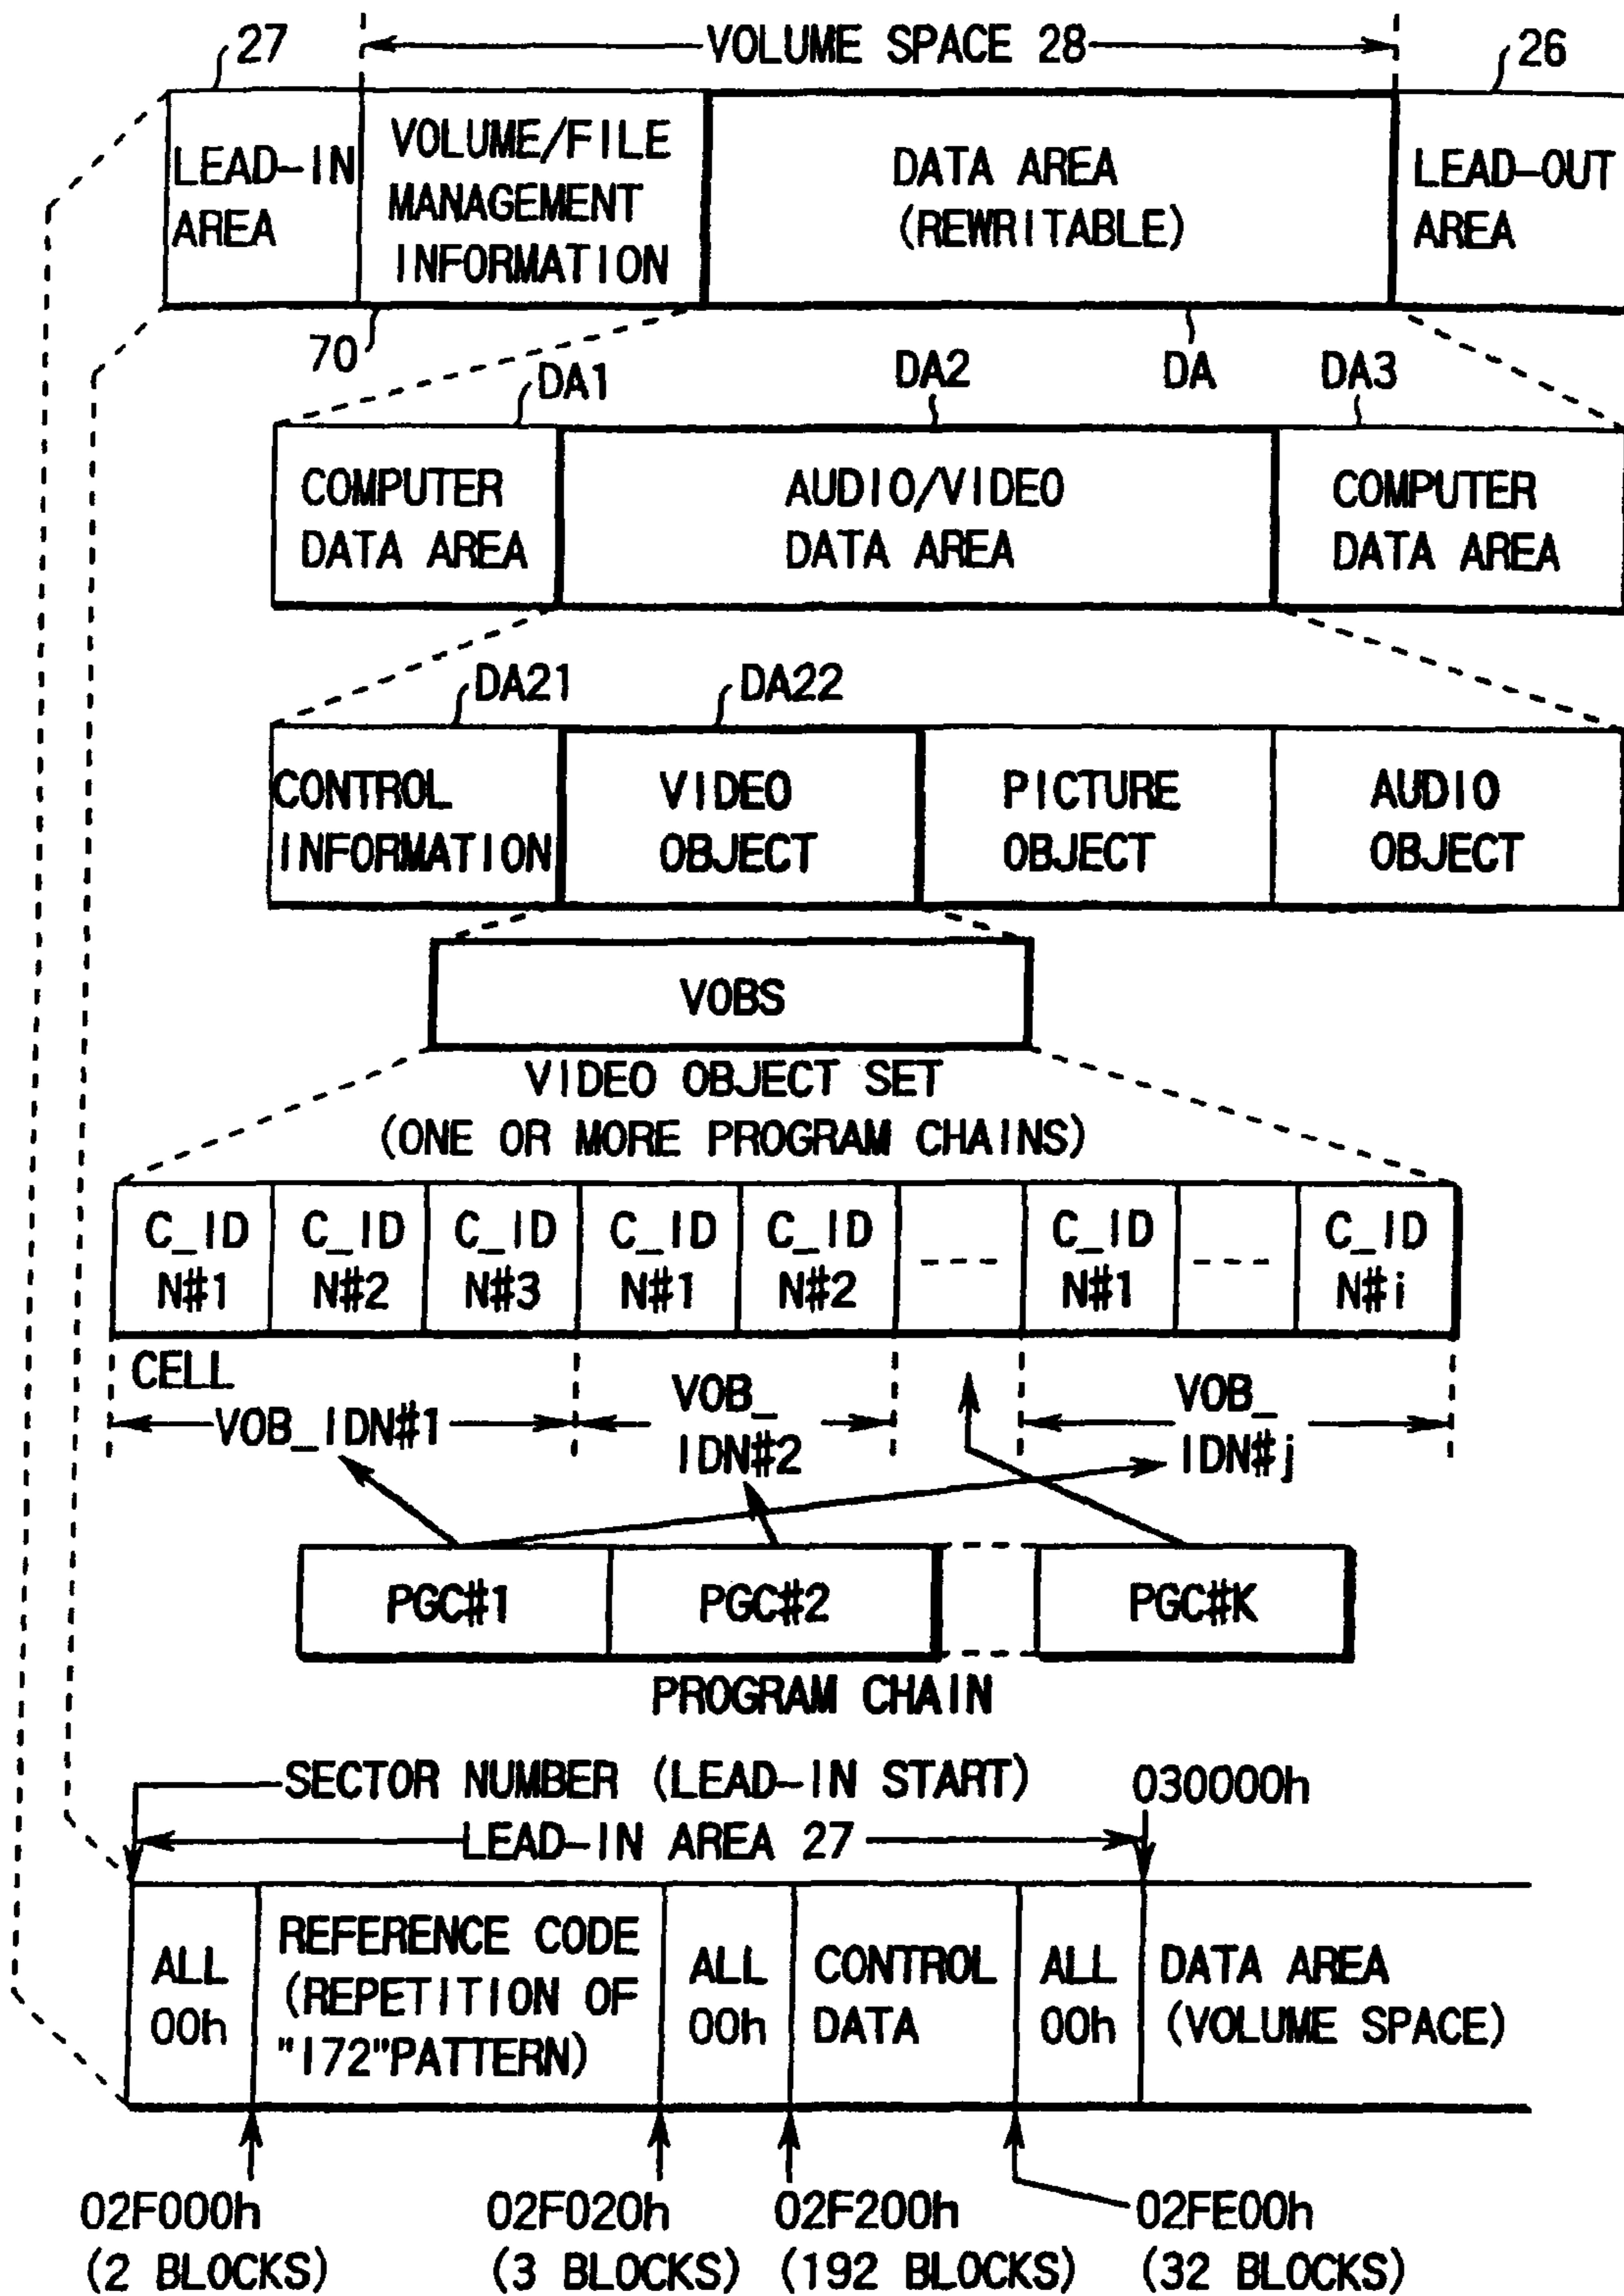 27
VOLUME SPACE 28
26
LEAD-IN
AREA
VOLUME/FILE
MANAGEMENT
INFORMATION
DATA AREA
(REWRITABLE)
LEAD-OUT
AREA
70
DA1
DA2
DA
DA3
COMPUTER
DATA AREA
AUDIO/VIDEO
DATA AREA
COMPUTER
DATA AREA
DA21
DA22
CONTROL
INFORMATION
VIDEO
OBJECT
PICTURE
OBJECT
AUDIO
OBJECT
VOBS
VIDEO OBJECT SET
(ONE OR MORE PROGRAM CHAINS)
C_ID
N#1
C_ID
N#2
C_ID
N#3
C_ID
N#1
C_ID
N#2
----
C_ID
N#1
----
C_ID
N#i
CELL
VOB_IDN#1
VOB_
IDN#2
VOB_
IDN#j
PGC#1
PGC#2
PGC#K
PROGRAM CHAIN
SECTOR NUMBER (LEAD-IN START)
030000h
LEAD-IN AREA 27
ALL
00h
REFERENCE CODE
(REPETITION OF
"172"PATTERN)
ALL
00h
CONTROL
DATA
ALL
00h
DATA AREA
(VOLUME SPACE)
02F000h
(2 BLOCKS)
02F020h
(3 BLOCKS)
02F200h
(192 BLOCKS)
02FE00h
(32 BLOCKS)